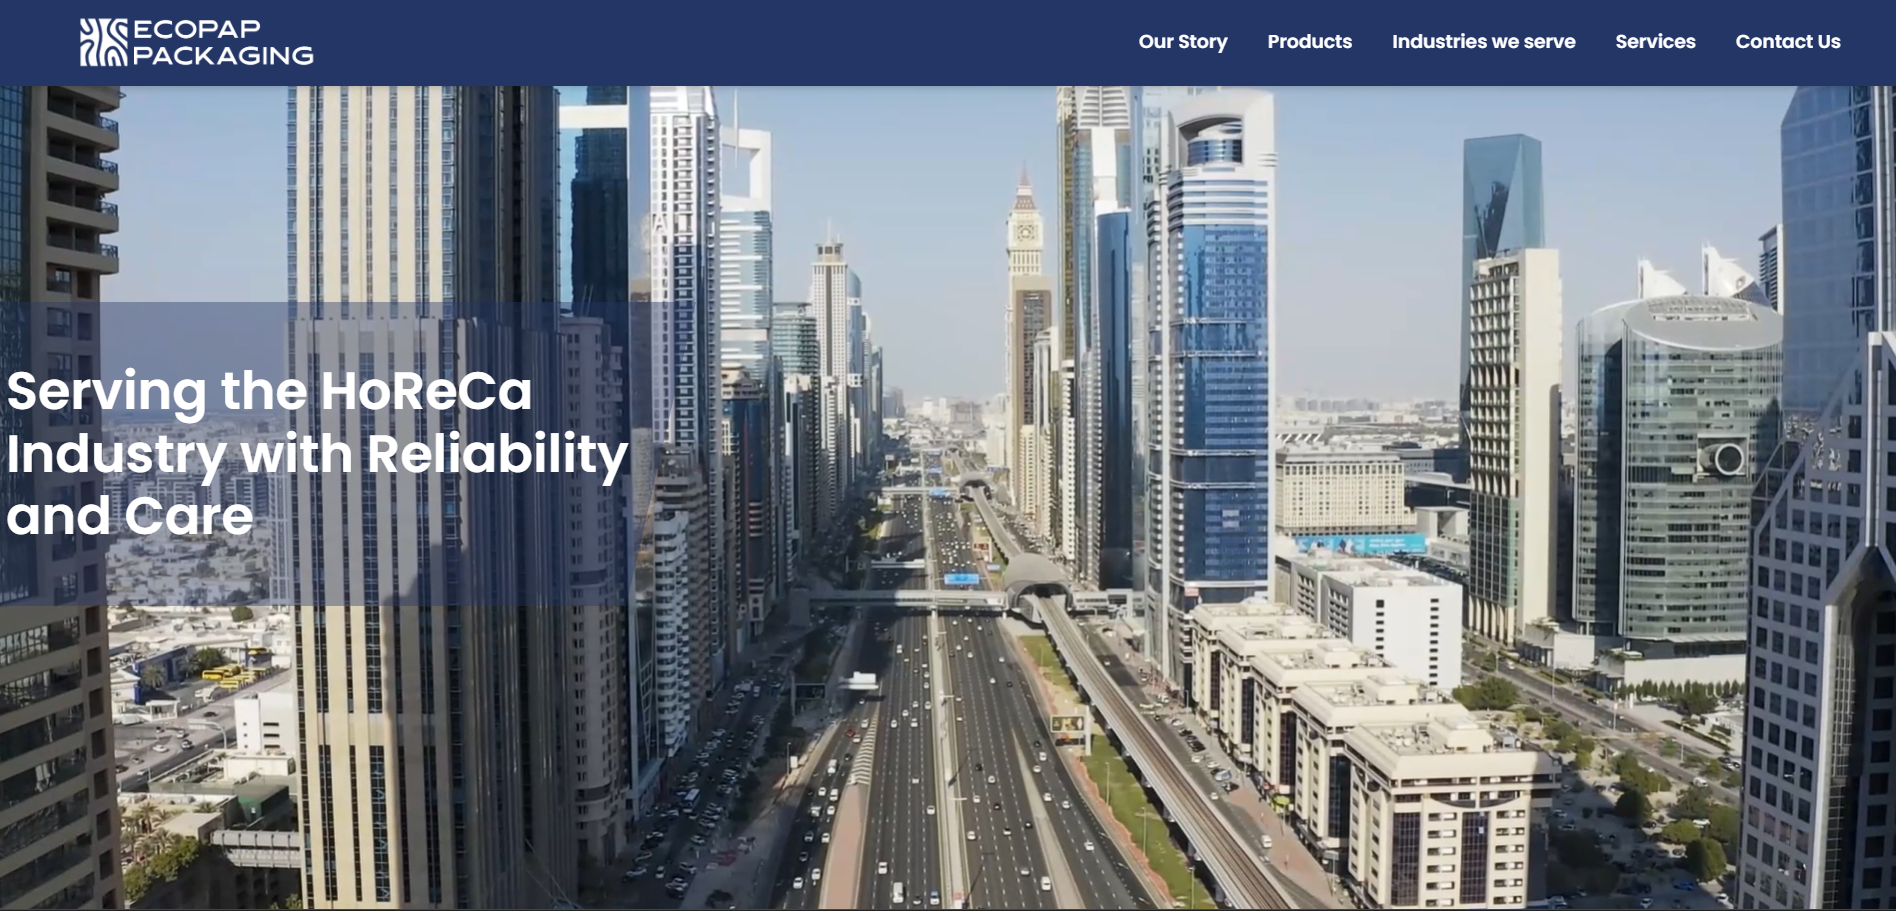 ECOPAP
PACKAGING
Our Story
Products
Industries we serve
Services
Contact Us
Serving the HoReCa
Industry with Reliability
and Care